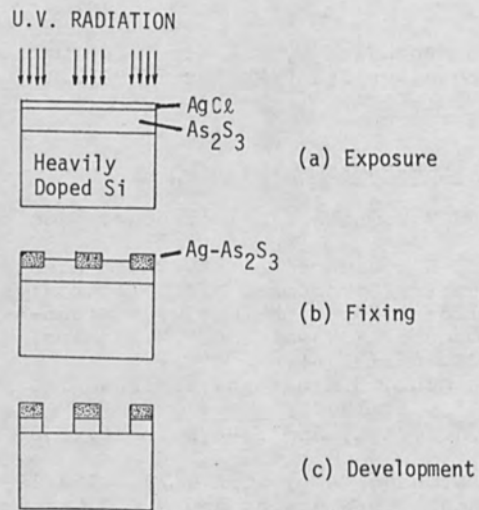 U.V. RADIATION
AgCℓ
As₂S₃
Heavily
Doped Si
(a) Exposure
Ag-As₂S₃
(b) Fixing
(c) Development